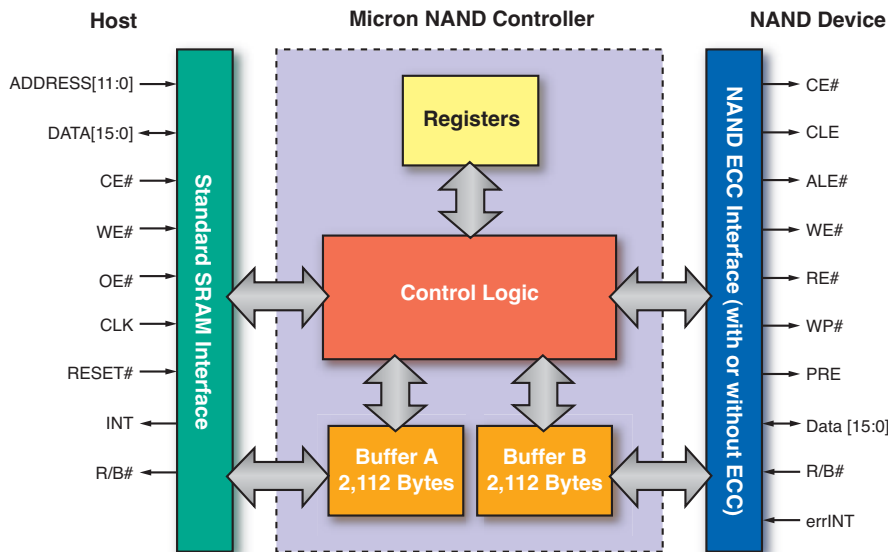 Host
Micron NAND Controller
NAND Device
ADDRESS[11:0]
DATA[15:0]
CE#
WE#
OE#
CLK
RESET#
INT
R/B#
Standard SRAM Interface
Registers
Control Logic
Buffer A
2,112 Bytes
Buffer B
2,112 Bytes
NAND ECC Interface (with or without ECC)
CE#
CLE
ALE#
WE#
RE#
WP#
PRE
Data [15:0]
R/B#
errINT